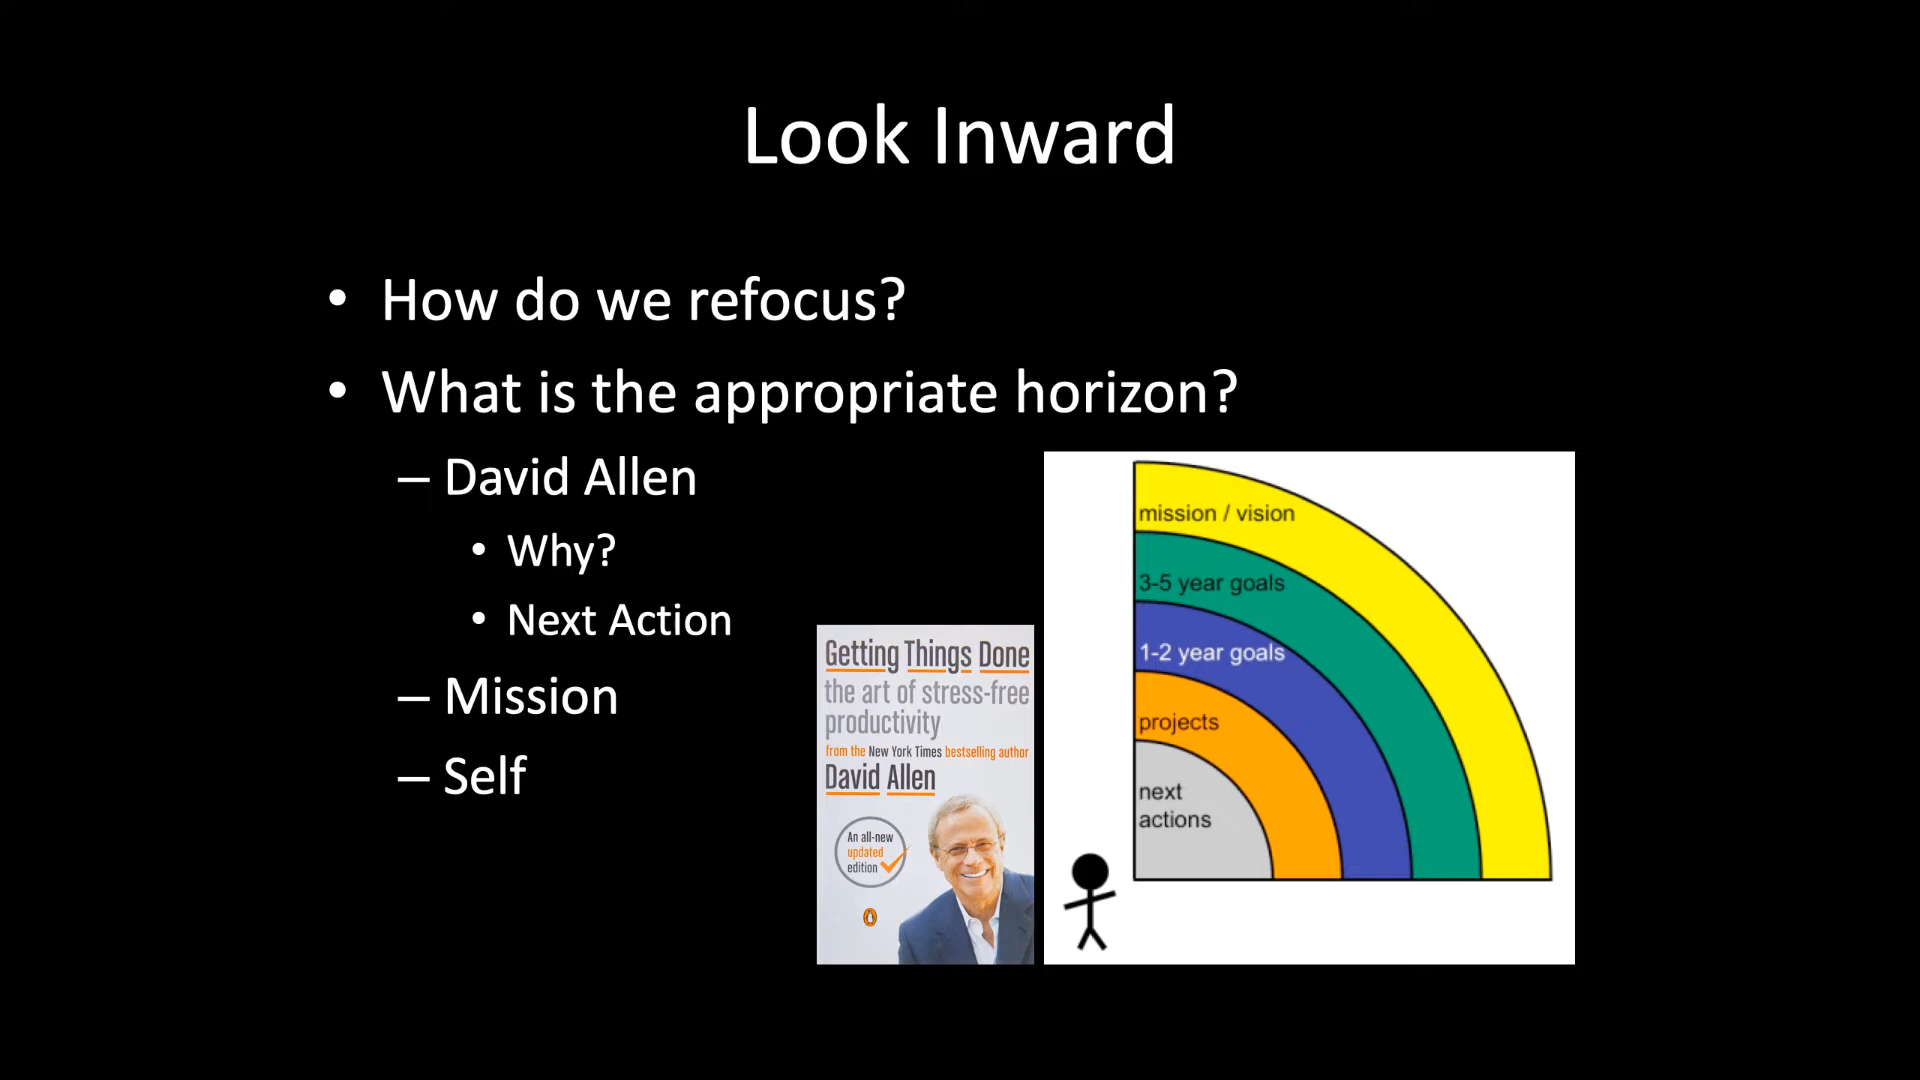 Look Inward
• How do we refocus?
• What is the appropriate horizon?
– David Allen
• Why?
• Next Action
– Mission
– Self
Getting Things Done
the art of stress-free
productivity
from the New York Times bestselling author
David Allen
An all-new
updated
edition
mission / vision
3-5 year goals
1-2 year goals
projects
next
actions